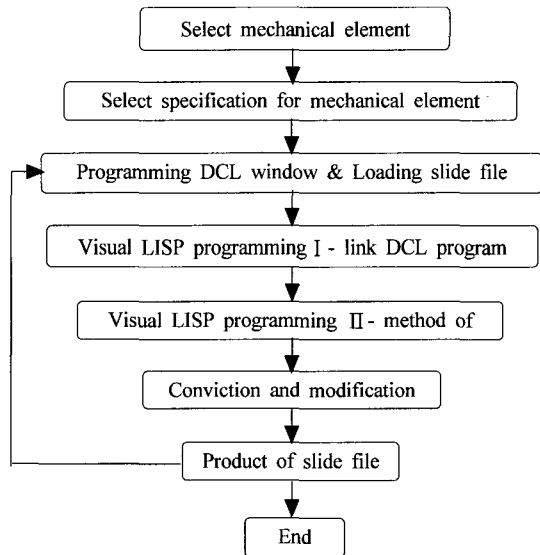 Select mechanical element
Select specification for mechanical element
Programming DCL window & Loading slide file
Visual LISP programming Ⅰ - link DCL program
Visual LISP programming Ⅱ - method of
Conviction and modification
Product of slide file
End